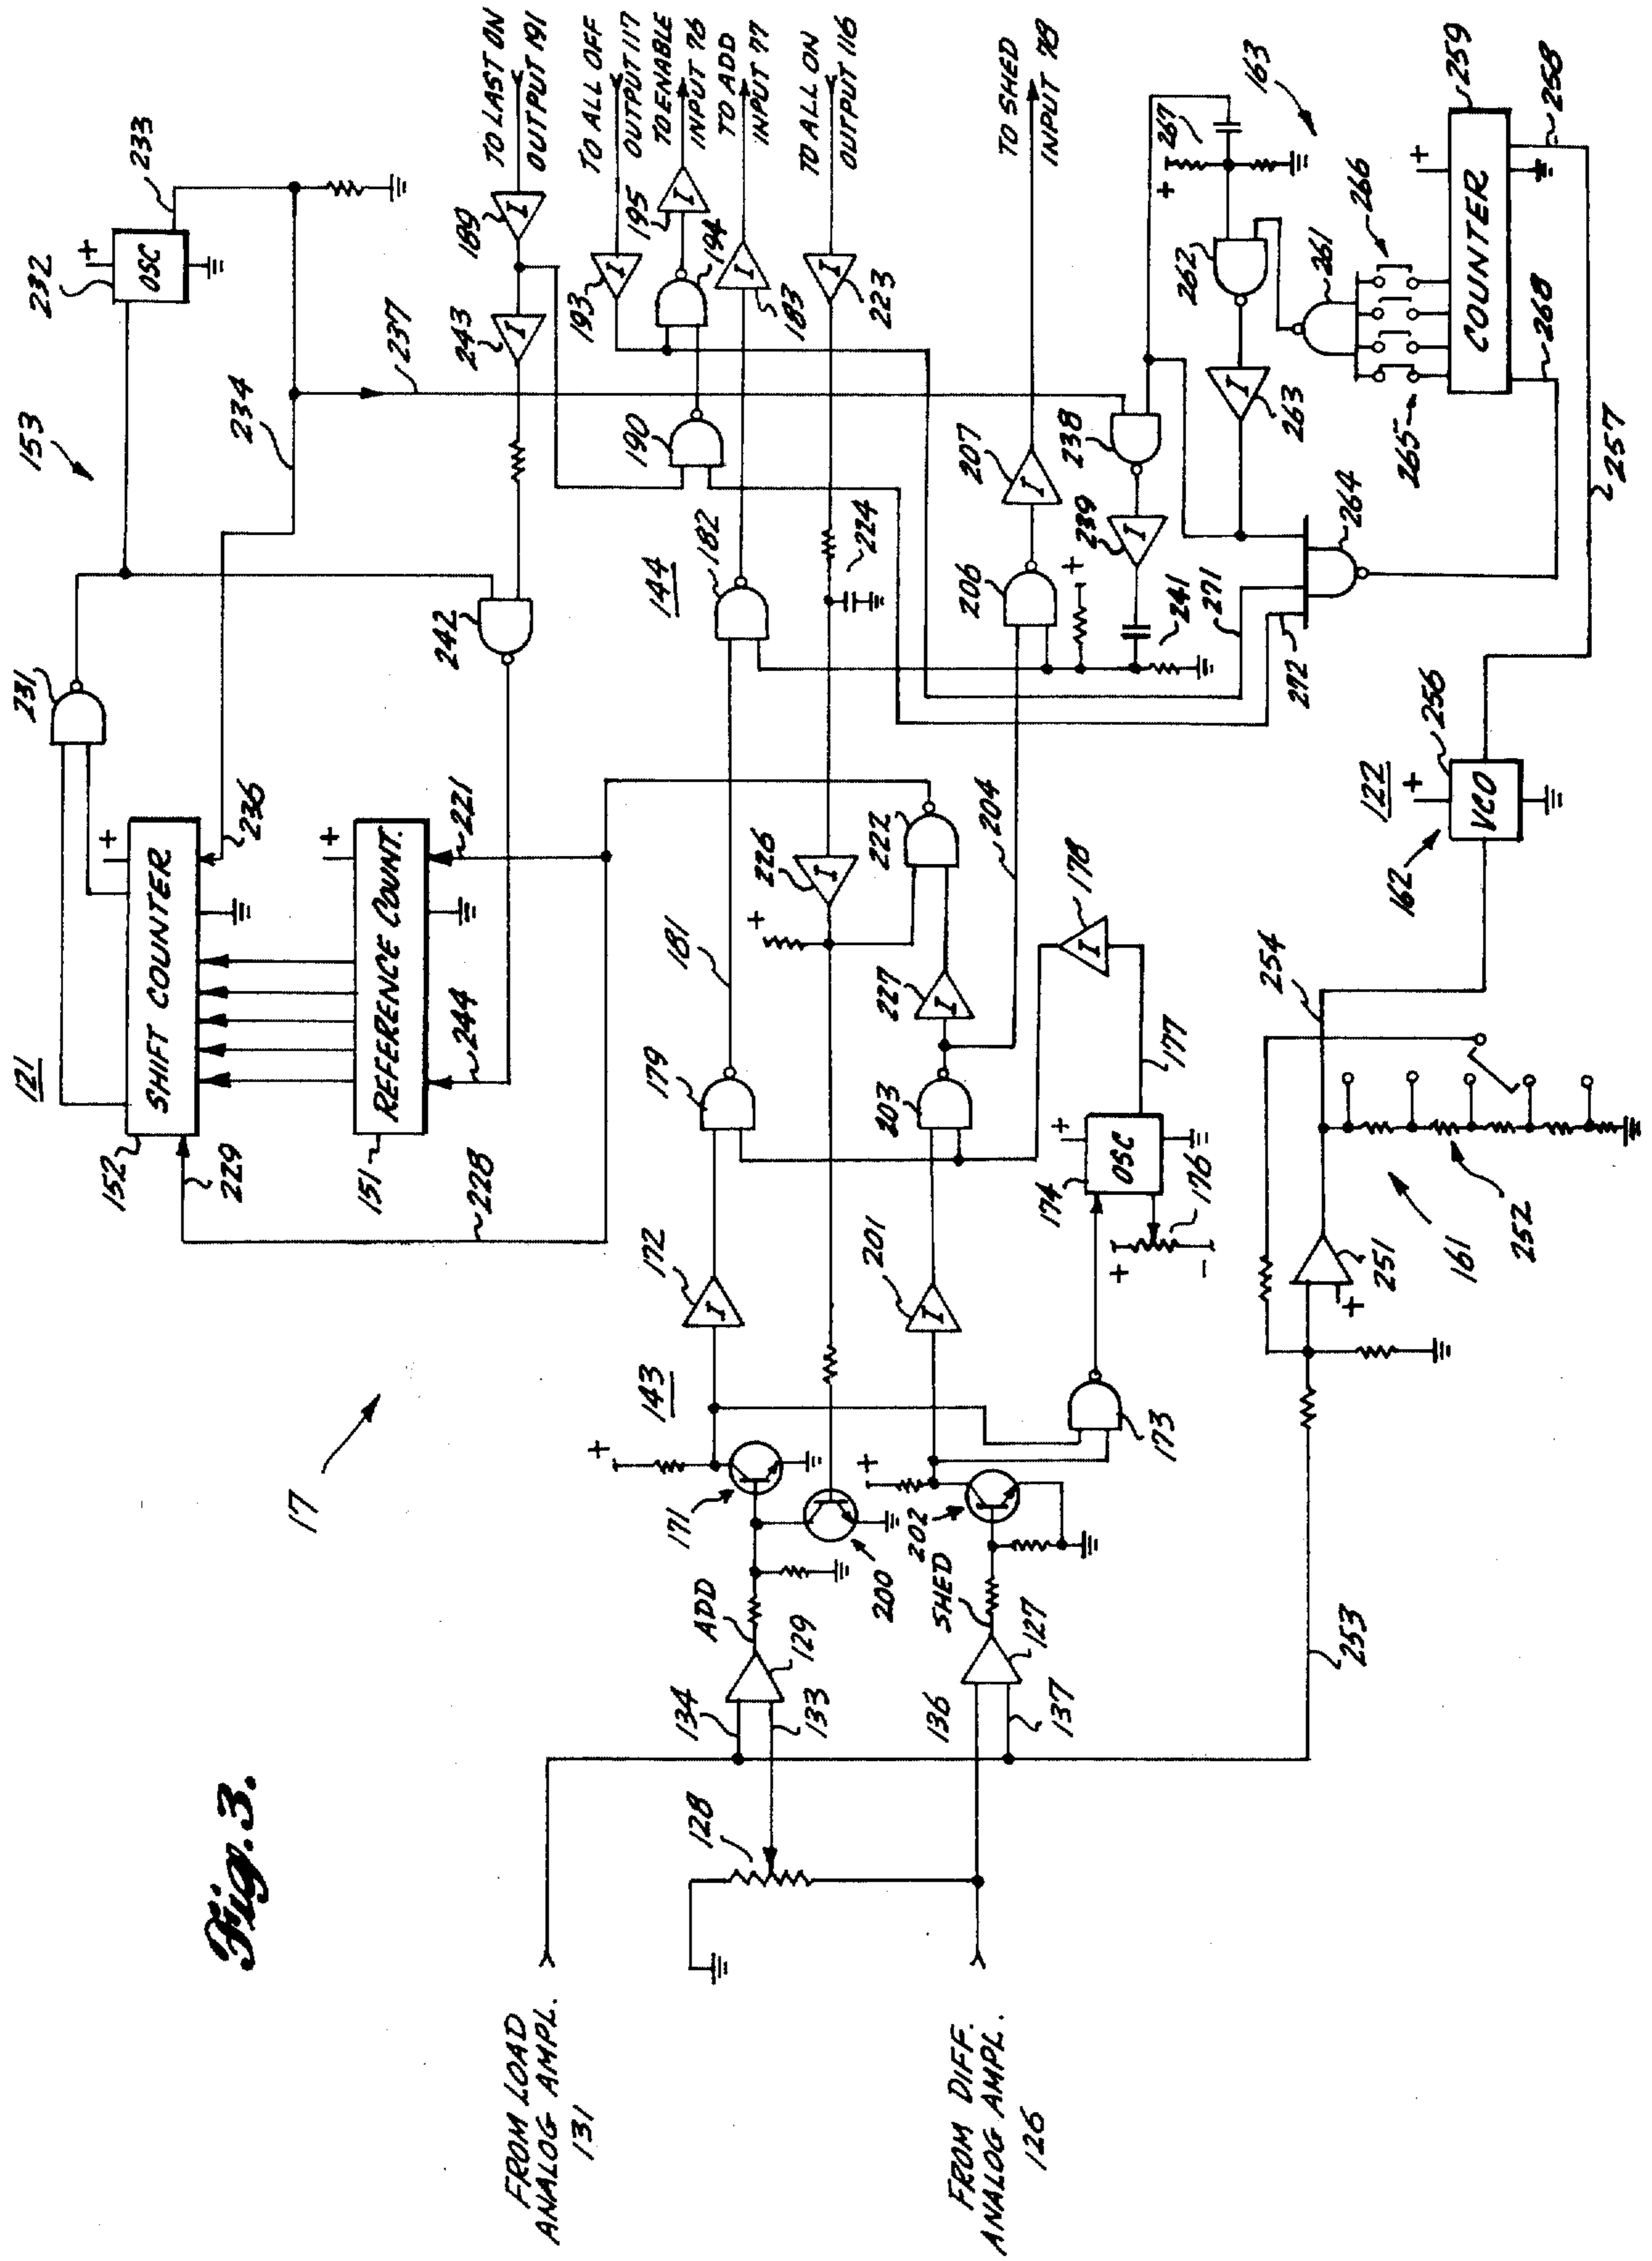 Fig. 3.
17
121
153
152
229
SHIFT COUNTER
+
236
231
234
232
+
OSC
233
151
REFERENCE COUNT.
+
244
221
228
242
243
237
189
TO LAST ON
OUTPUT 191
193
TO ALL OFF
OUTPUT 117
195
TO ENABLE
INPUT 76
194
TO ADD
INPUT 77
183
TO ALL ON
OUTPUT 116
223
190
144
182
224
181
179
172
143
+
171
ADD
129
134
133
128
200
226
+
222
227
204
203
201
+
202
SHED
127
136
137
173
174
+
OSC
176
+
-
177
178
206
207
TO SHED
INPUT 78
+
241
239
238
271
272
264
263
262
261
+
267
163
266
265
+
COUNTER
259
258
268
257
122
+
256
VCO
162
254
252
161
251
+
253
FROM LOAD
ANALOG AMPL.
131
FROM DIFF.
ANALOG AMPL.
126
I
I
I
I
I
I
I
I
I
I
I
I
I